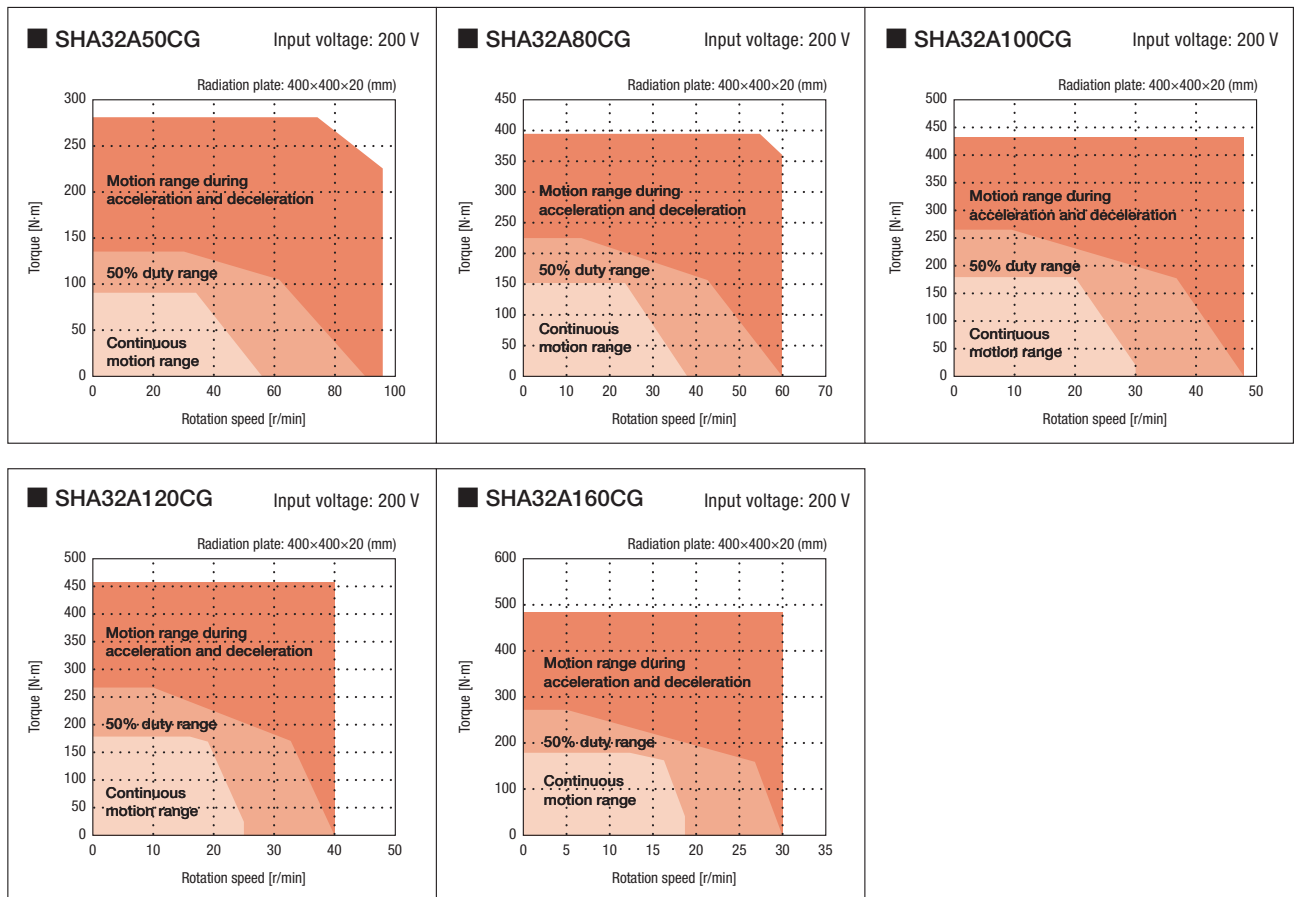 SHA32A50CG Input voltage: 200 V
Radiation plate: 400×400×20 (mm)
300
250
200
150
100
50
0
Torque [N·m]
Motion range during
acceleration and deceleration
50% duty range
Continuous
motion range
0 20 40 60 80 100
Rotation speed [r/min]
SHA32A80CG Input voltage: 200 V
Radiation plate: 400×400×20 (mm)
450
400
350
300
250
200
150
100
50
0
Torque [N·m]
Motion range during
acceleration and deceleration
50% duty range
Continuous
motion range
0 10 20 30 40 50 60 70
Rotation speed [r/min]
SHA32A100CG Input voltage: 200 V
Radiation plate: 400×400×20 (mm)
500
450
400
350
300
250
200
150
100
50
0
Torque [N·m]
Motion range during
acceleration and deceleration
50% duty range
Continuous
motion range
0 10 20 30 40 50
Rotation speed [r/min]
SHA32A120CG Input voltage: 200 V
Radiation plate: 400×400×20 (mm)
500
450
400
350
300
250
200
150
100
50
0
Torque [N·m]
Motion range during
acceleration and deceleration
50% duty range
Continuous
motion range
0 10 20 30 40 50
Rotation speed [r/min]
SHA32A160CG Input voltage: 200 V
Radiation plate: 400×400×20 (mm)
600
500
400
300
200
100
0
Torque [N·m]
Motion range during
acceleration and deceleration
50% duty range
Continuous
motion range
0 5 10 15 20 25 30 35
Rotation speed [r/min]